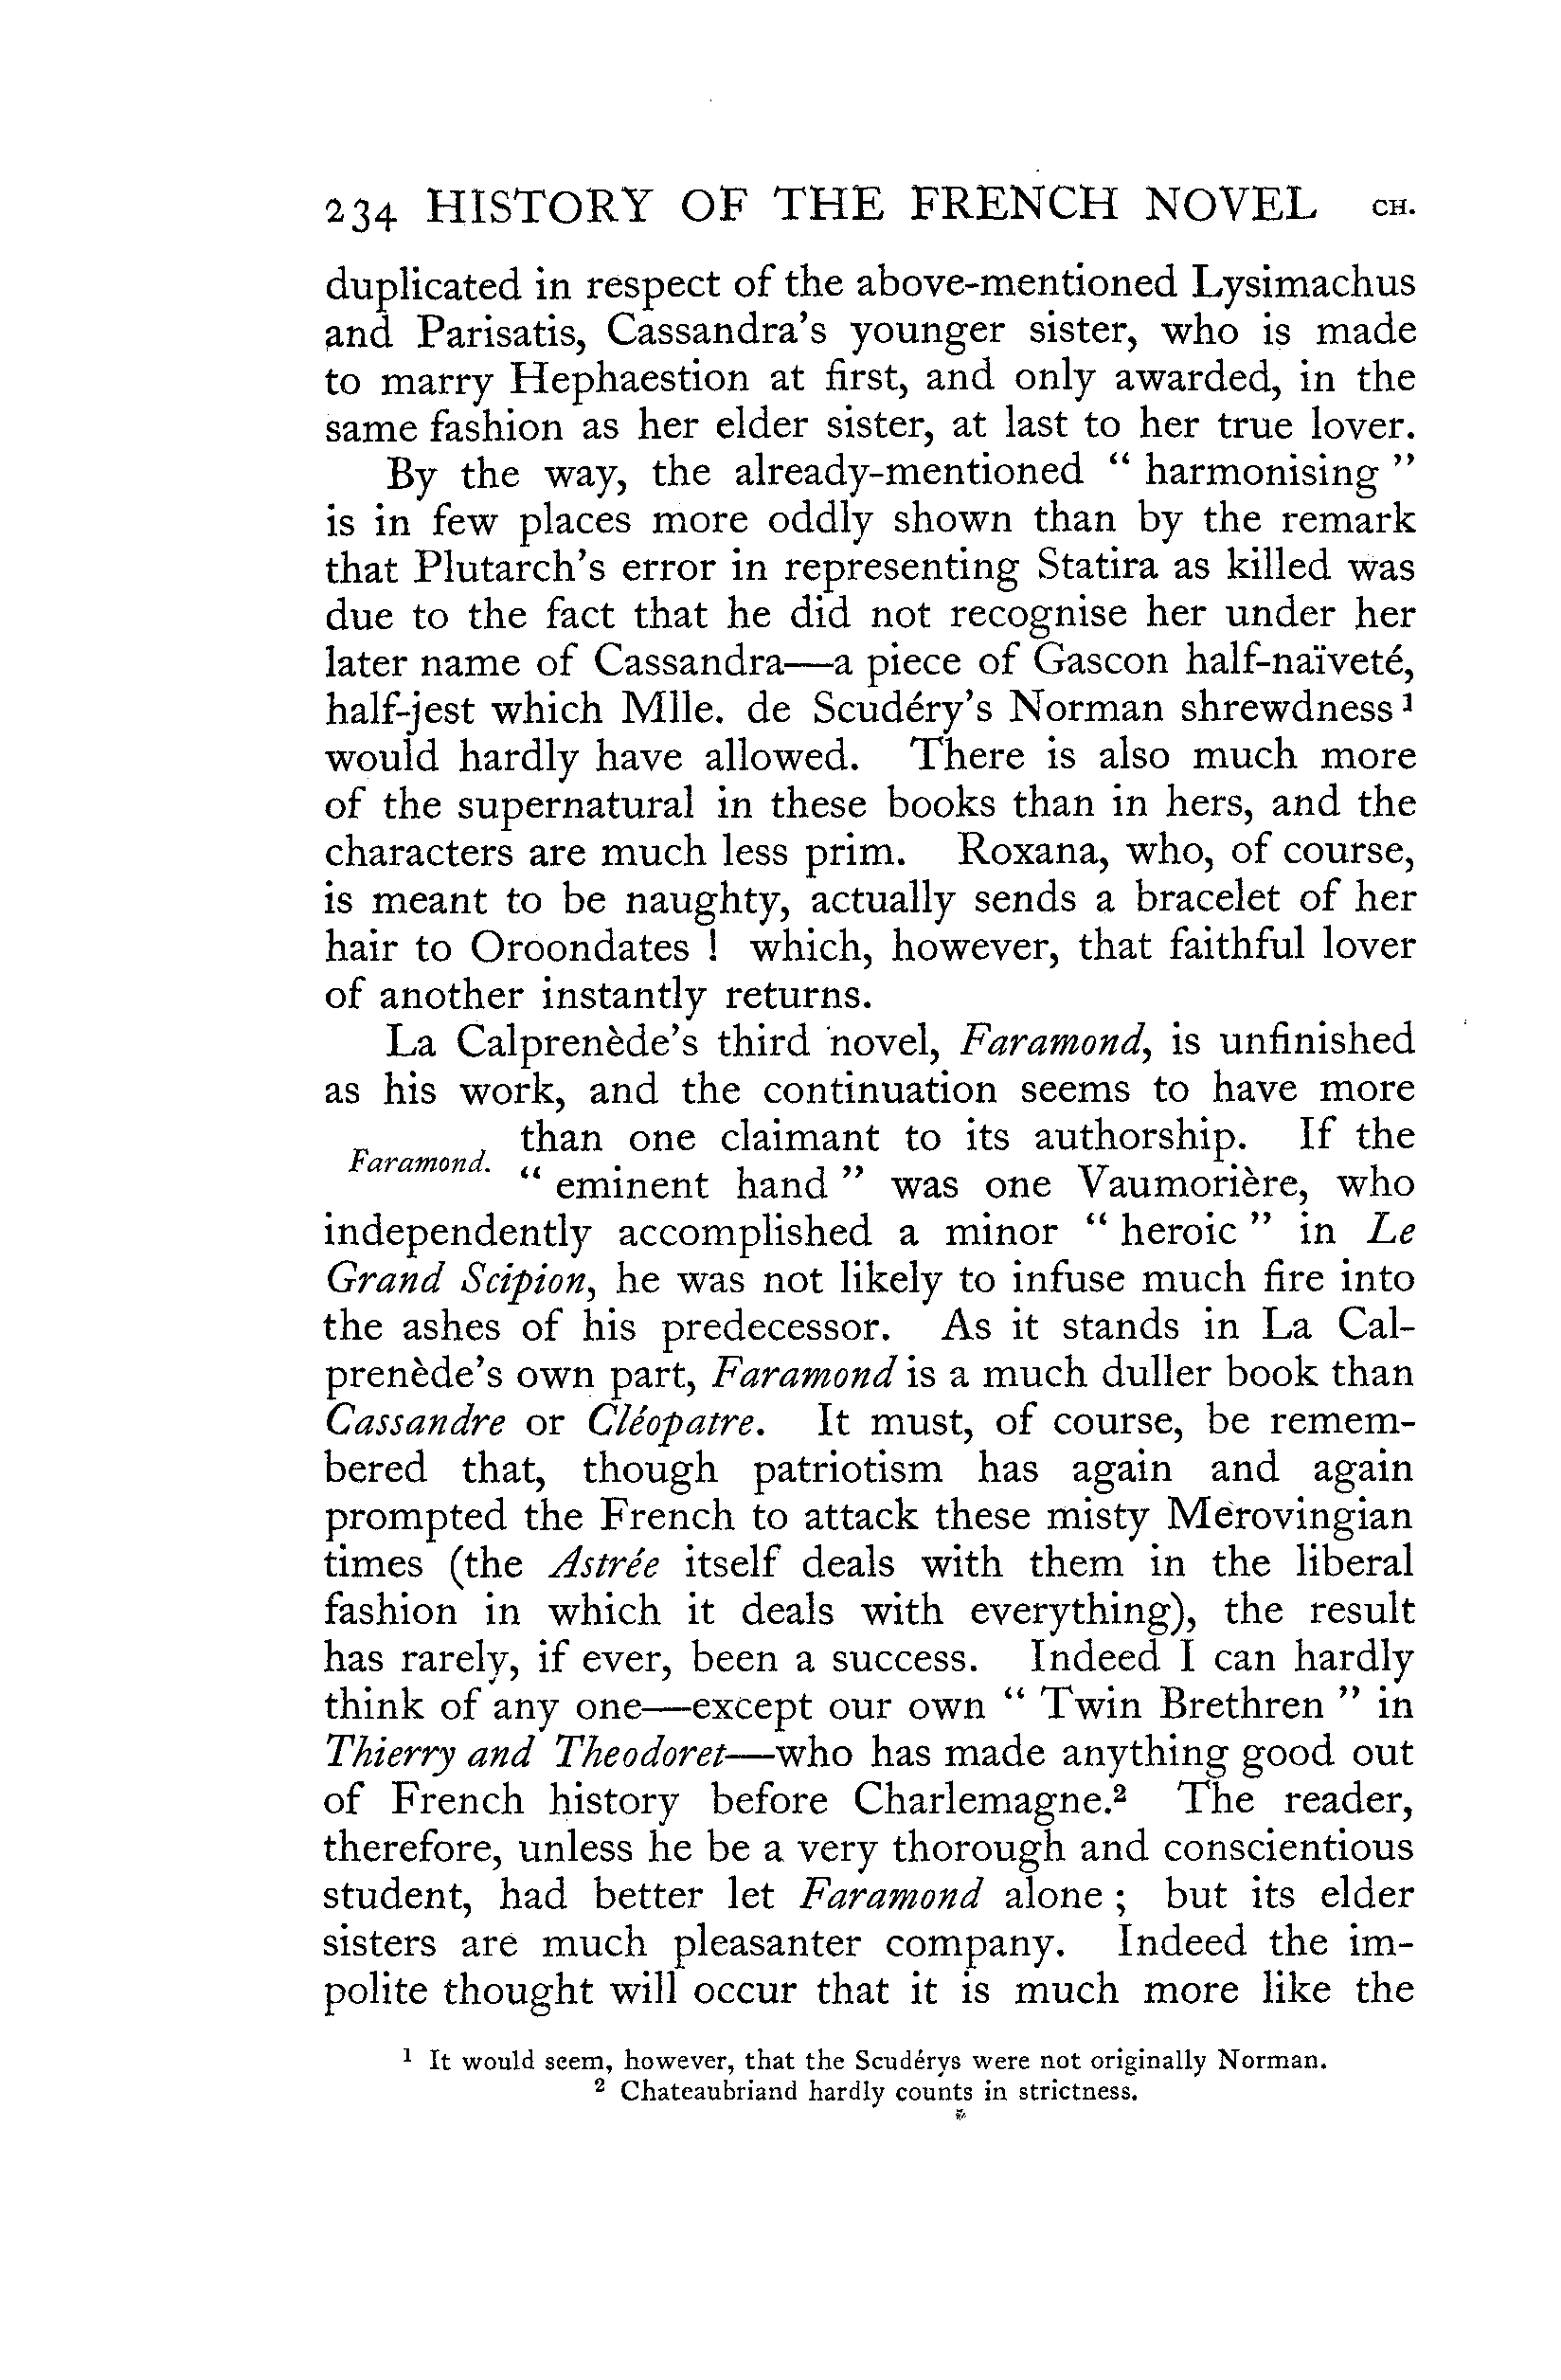 234 HISTORY OF THE FRENCH NOVEL CH.
duplicated in respect of the above-mentioned Lysimachus
and Parisatis, Cassandra's younger sister, who is made
to marry Hephaestion at first, and only awarded, in the
same fashion as her elder sister, at last to her true lover.
By the way, the already-mentioned “ harmonising ”
is in few places more oddly shown than by the remark
that Plutarch's error in representing Statira as killed was
due to the fact that he did not recognise her under her
later name of Cassandra—a piece of Gascon half-naïveté,
half-jest which Mlle. de Scudéry's Norman shrewdness ¹
would hardly have allowed. There is also much more
of the supernatural in these books than in hers, and the
characters are much less prim. Roxana, who, of course,
is meant to be naughty, actually sends a bracelet of her
hair to Oroondates ! which, however, that faithful lover
of another instantly returns.
La Calprenède's third novel, Faramond, is unfinished
as his work, and the continuation seems to have more
Faramond.
than one claimant to its authorship. If the
“ eminent hand ” was one Vaumorière, who
independently accomplished a minor “ heroic ” in Le
Grand Scipion, he was not likely to infuse much fire into
the ashes of his predecessor. As it stands in La Cal-
prenède's own part, Faramond is a much duller book than
Cassandre or Cléopatre. It must, of course, be remem-
bered that, though patriotism has again and again
prompted the French to attack these misty Merovingian
times (the Astrée itself deals with them in the liberal
fashion in which it deals with everything), the result
has rarely, if ever, been a success. Indeed I can hardly
think of any one—except our own “ Twin Brethren ” in
Thierry and Theodoret—who has made anything good out
of French history before Charlemagne.² The reader,
therefore, unless he be a very thorough and conscientious
student, had better let Faramond alone ; but its elder
sisters are much pleasanter company. Indeed the im-
polite thought will occur that it is much more like the
¹ It would seem, however, that the Scudérys were not originally Norman.
² Chateaubriand hardly counts in strictness.